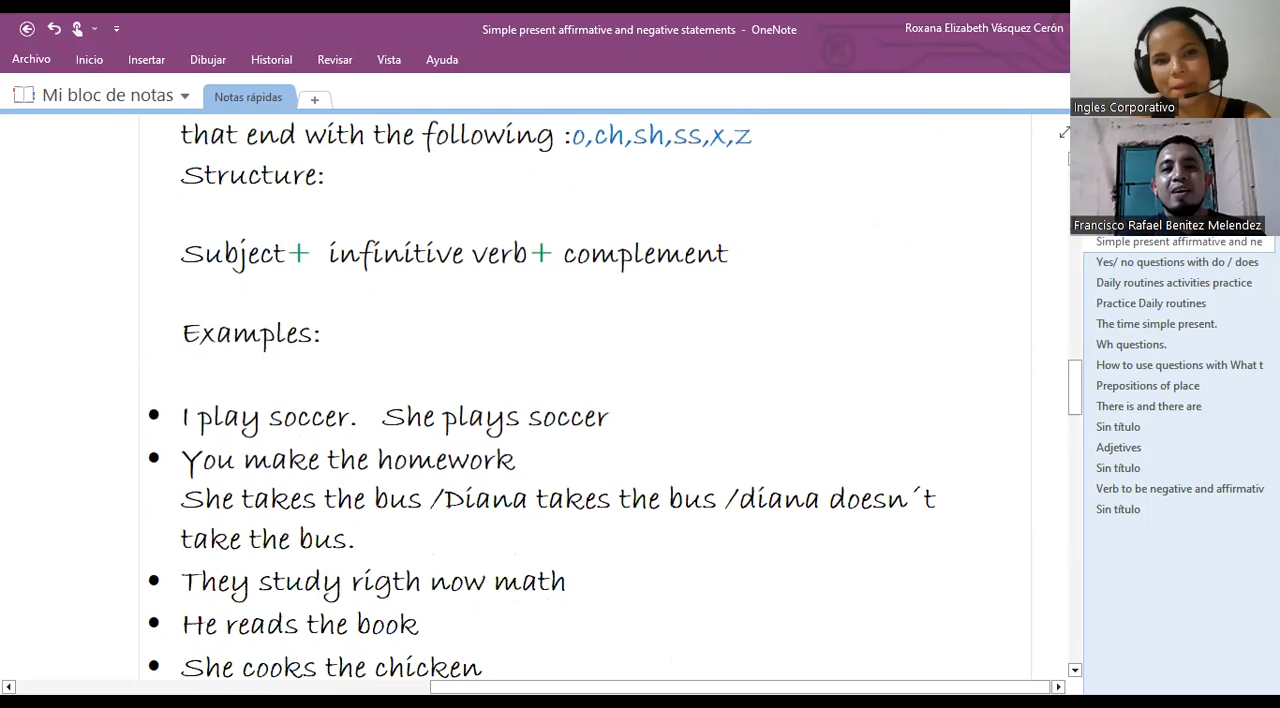 Simple present affirmative and negative statements - OneNote
Roxana Elizabeth Vásquez Cerón
Archivo Inicio Insertar Dibujar Historial Revisar Vista Ayuda
Mi bloc de notas
Notas rápidas
+
that end with the following :o,ch,sh,ss,x,z
Structure:
Subject+ infinitive verb+ complement
Examples:
• I play soccer. She plays soccer
• You make the homework
She takes the bus /Diana takes the bus /diana doesn´t
take the bus.
• They study rigth now math
• He reads the book
• She cooks the chicken
Ingles Corporativo
Francisco Rafael Benitez Melendez
Simple present affirmative and ne
Yes/ no questions with do / does
Daily routines activities practice
Practice Daily routines
The time simple present.
Wh questions.
How to use questions with What t
Prepositions of place
There is and there are
Sin título
Adjetives
Sin título
Verb to be negative and affirmativ
Sin título